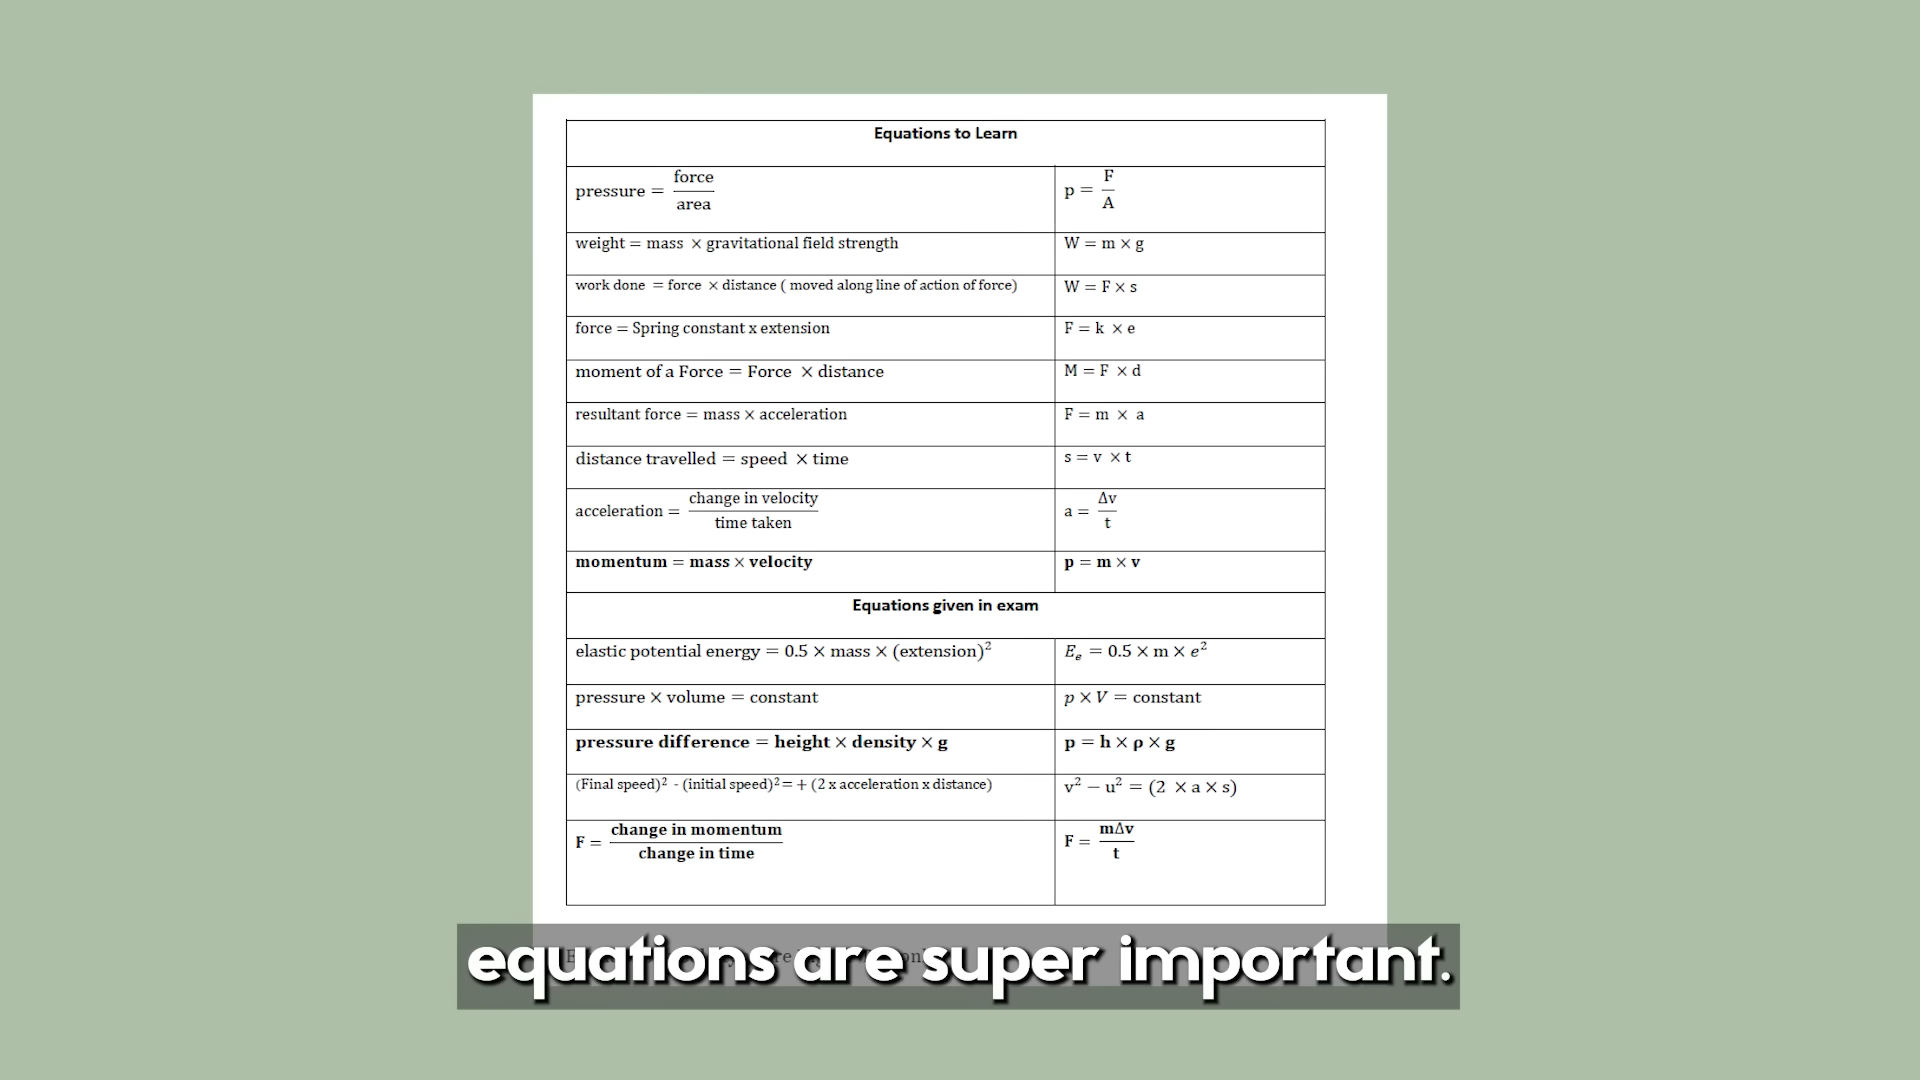 Equations to Learn
pressure = force / area
p = F / A
weight = mass × gravitational field strength
W = m × g
work done = force × distance ( moved along line of action of force)
W = F × s
force = Spring constant x extension
F = k × e
moment of a Force = Force × distance
M = F × d
resultant force = mass × acceleration
F = m × a
distance travelled = speed × time
s = v × t
acceleration = change in velocity / time taken
a = Δv / t
momentum = mass × velocity
p = m × v
Equations given in exam
elastic potential energy = 0.5 × mass × (extension)²
Eₑ = 0.5 × m × e²
pressure × volume = constant
p × V = constant
pressure difference = height × density × g
p = h × ρ × g
(Final speed)² - (initial speed)² = + (2 x acceleration x distance)
v² − u² = (2 × a × s)
F = change in momentum / change in time
F = mΔv / t
equations are super important.